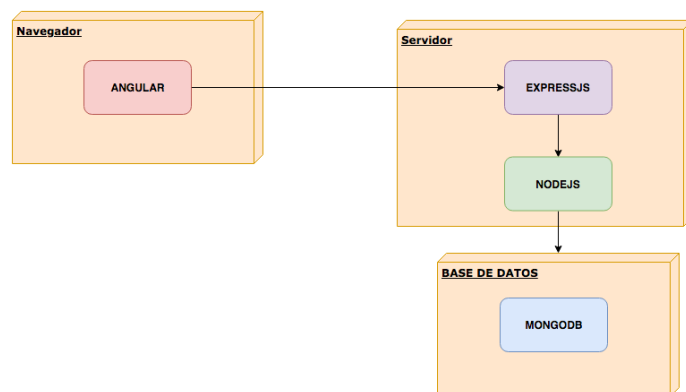 Navegador
ANGULAR
Servidor
EXPRESSJS
NODEJS
BASE DE DATOS
MONGODB